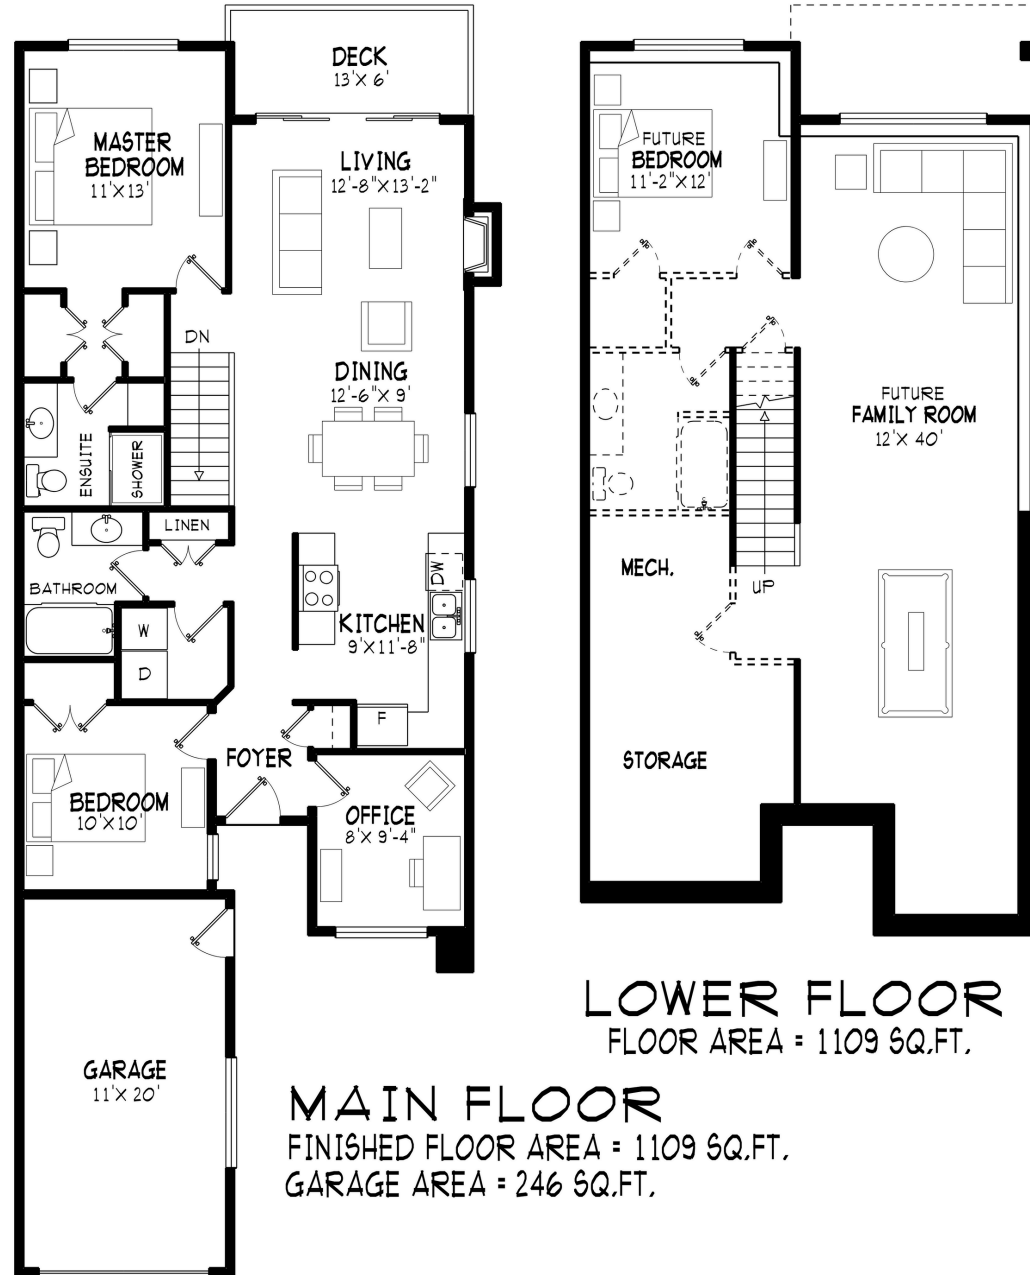 DECK
13'X 6'
MASTER
BEDROOM
11'X13'
LIVING
12'-8"X13'-2"
DN
DINING
12'-6"X 9'
ENSUITE
SHOWER
LINEN
BATHROOM
DW
KITCHEN
9'X11'-8"
W
D
F
FOYER
BEDROOM
10'X10'
OFFICE
8'X 9'-4"
GARAGE
11'X 20'
MAIN FLOOR
FINISHED FLOOR AREA = 1109 SQ.FT.
GARAGE AREA = 246 SQ.FT.
FUTURE
BEDROOM
11'-2"X12'
FUTURE
FAMILY ROOM
12'X 40'
MECH.
UP
STORAGE
LOWER FLOOR
FLOOR AREA = 1109 SQ.FT.